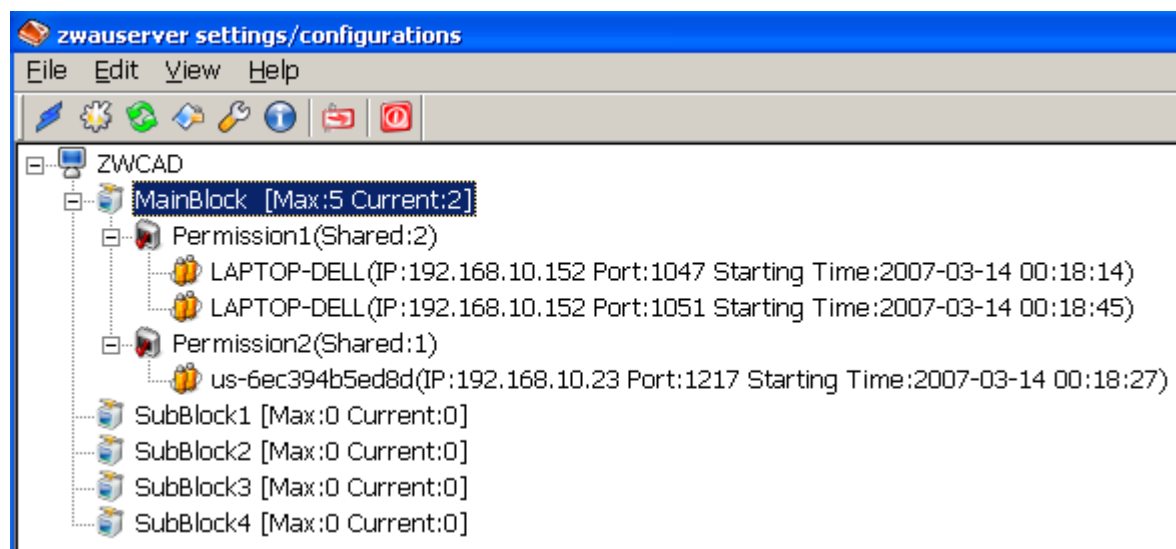 zwauserver settings/configurations
File Edit View Help
ZWCAD
MainBlock [Max:5 Current:2]
Permission1(Shared:2)
LAPTOP-DELL(IP:192.168.10.152 Port:1047 Starting Time:2007-03-14 00:18:14)
LAPTOP-DELL(IP:192.168.10.152 Port:1051 Starting Time:2007-03-14 00:18:45)
Permission2(Shared:1)
us-6ec394b5ed8d(IP:192.168.10.23 Port:1217 Starting Time:2007-03-14 00:18:27)
SubBlock1 [Max:0 Current:0]
SubBlock2 [Max:0 Current:0]
SubBlock3 [Max:0 Current:0]
SubBlock4 [Max:0 Current:0]